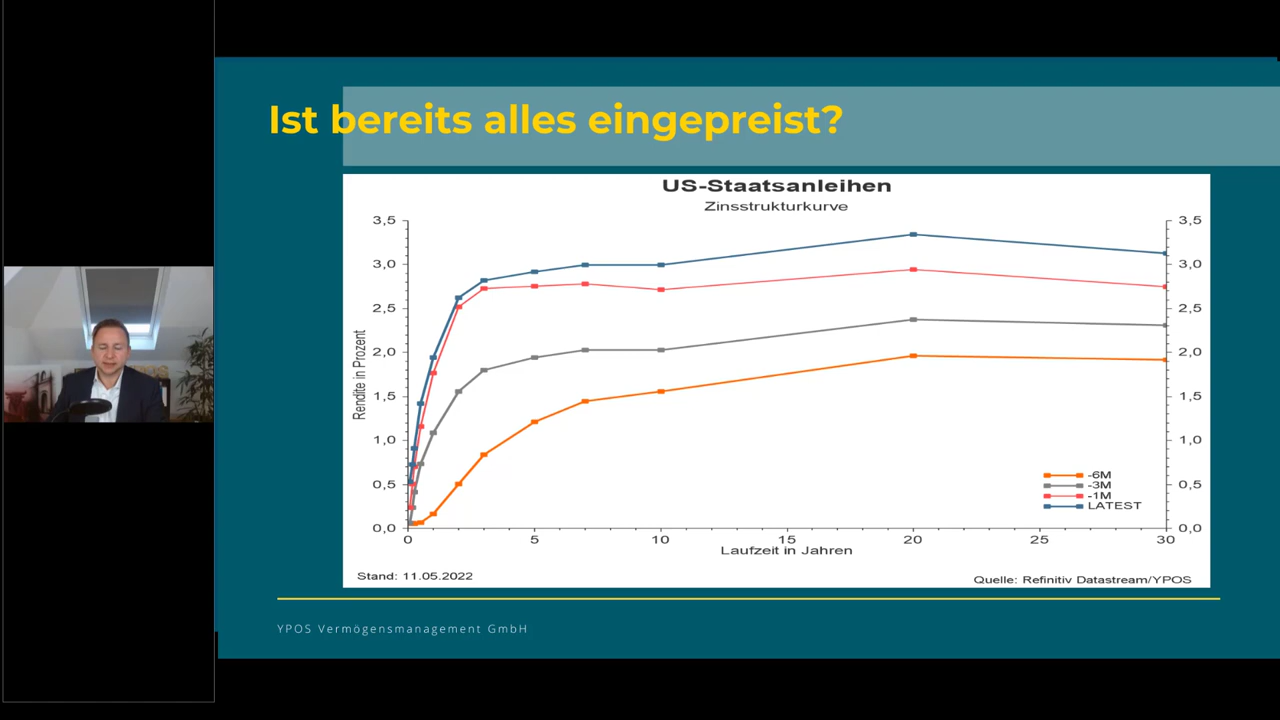 Ist bereits alles eingepreist?
US-Staatsanleihen
Zinsstrukturkurve
3,5
3,0
2,5
2,0
1,5
1,0
0,5
0,0
Rendite in Prozent
3,5
3,0
2,5
2,0
1,5
1,0
0,5
0,0
-6M
-3M
-1M
LATEST
0 5 10 15 20 25 30
Laufzeit in Jahren
Stand: 11.05.2022
Quelle: Refinitiv Datastream/YPOS
YPOS Vermögensmanagement GmbH